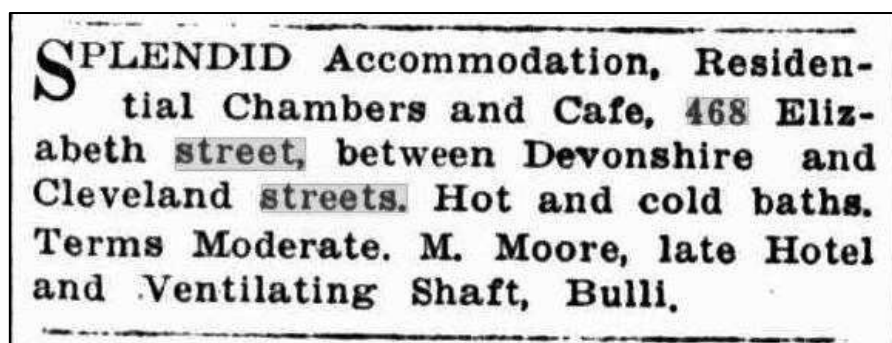 SPLENDID Accommodation, Residen-
tial Chambers and Cafe, 468 Eliz-
abeth street, between Devonshire and
Cleveland streets. Hot and cold baths.
Terms Moderate. M. Moore, late Hotel
and Ventilating Shaft, Bulli.